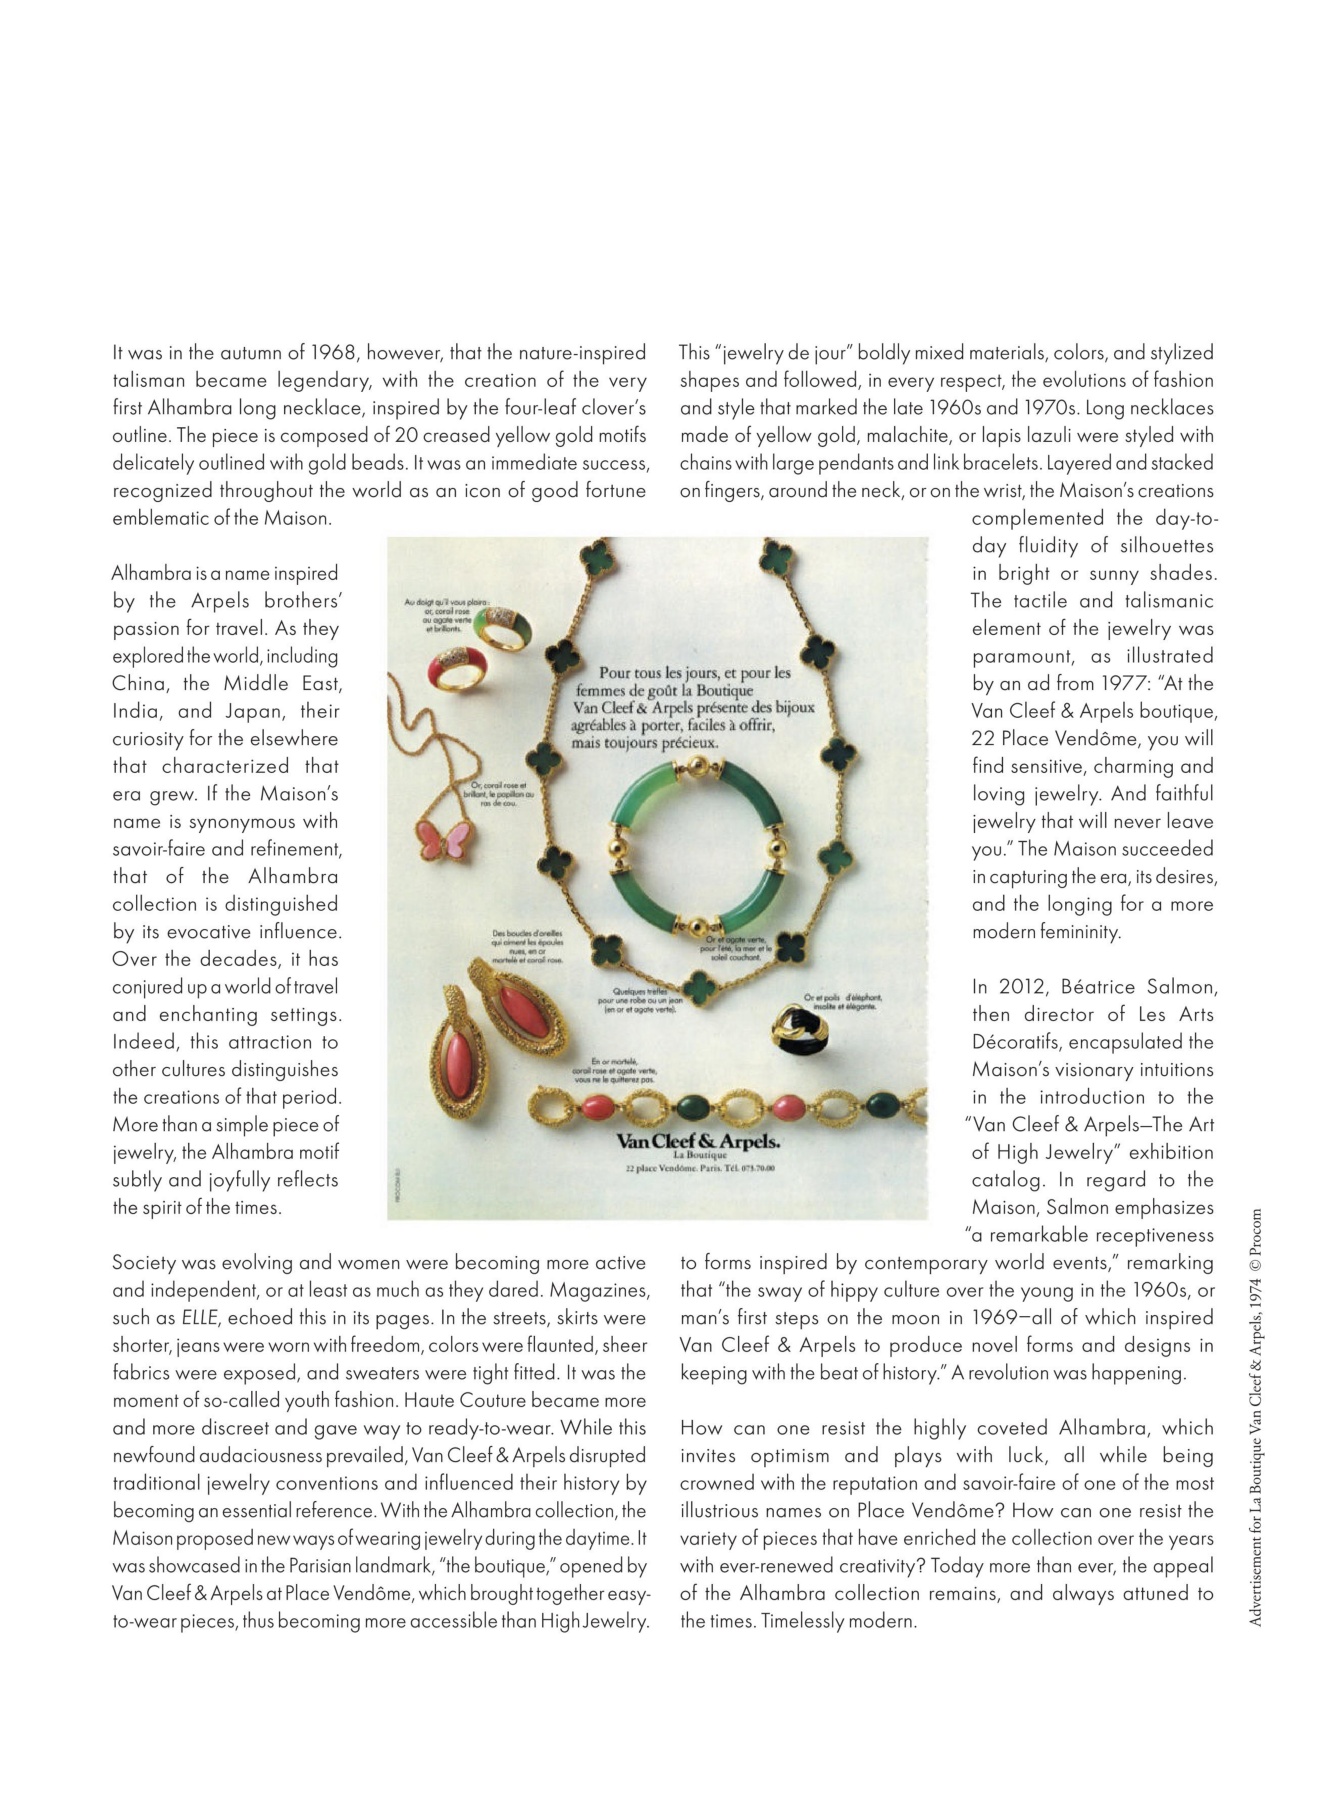 It was in the autumn of 1968, however, that the nature-inspired
talisman became legendary, with the creation of the very
first Alhambra long necklace, inspired by the four-leaf clover's
outline. The piece is composed of 20 creased yellow gold motifs
delicately outlined with gold beads. It was an immediate success,
recognized throughout the world as an icon of good fortune
emblematic of the Maison.
Alhambra is a name inspired
by the Arpels brothers'
passion for travel. As they
explored the world, including
China, the Middle East,
India, and Japan, their
curiosity for the elsewhere
that characterized that
era grew. If the Maison's
name is synonymous with
savoir-faire and refinement,
that of the Alhambra
collection is distinguished
by its evocative influence.
Over the decades, it has
conjured up a world of travel
and enchanting settings.
Indeed, this attraction to
other cultures distinguishes
the creations of that period.
More than a simple piece of
jewelry, the Alhambra motif
subtly and joyfully reflects
the spirit of the times.
Society was evolving and women were becoming more active
and independent, or at least as much as they dared. Magazines,
such as ELLE, echoed this in its pages. In the streets, skirts were
shorter, jeans were worn with freedom, colors were flaunted, sheer
fabrics were exposed, and sweaters were tight fitted. It was the
moment of so-called youth fashion. Haute Couture became more
and more discreet and gave way to ready-to-wear. While this
newfound audaciousness prevailed, Van Cleef & Arpels disrupted
traditional jewelry conventions and influenced their history by
becoming an essential reference. With the Alhambra collection, the
Maison proposed new ways of wearing jewelry during the daytime. It
was showcased in the Parisian landmark, "the boutique," opened by
Van Cleef & Arpels at Place Vendôme, which brought together easy-
to-wear pieces, thus becoming more accessible than High Jewelry.
Au doigt qu'il vous plaira:
or, corail rose
ou agate verte
et brillants.
Pour tous les jours, et pour les
femmes de goût la Boutique
Van Cleef & Arpels présente des bijoux
agréables à porter, faciles à offrir,
mais toujours précieux.
Or, corail rose et
brillant, le papillon au
ras de cou.
Des boucles d'oreilles
qui aiment les épaules
nues, en or
martelé et corail rose.
Or et agate verte,
pour l'été, la mer et le
soleil couchant.
Quelques trèfles
pour une robe ou un jean
(en or et agate verte).
Or et poils d'éléphant,
insolite et élégante.
En or martelé,
corail rose et agate verte,
vous ne le quitterez pas.
Van Cleef & Arpels.
La Boutique
22 place Vendôme. Paris. Tél. 073.70.00
This "jewelry de jour" boldly mixed materials, colors, and stylized
shapes and followed, in every respect, the evolutions of fashion
and style that marked the late 1960s and 1970s. Long necklaces
made of yellow gold, malachite, or lapis lazuli were styled with
chains with large pendants and link bracelets. Layered and stacked
on fingers, around the neck, or on the wrist, the Maison's creations
complemented the day-to-
day fluidity of silhouettes
in bright or sunny shades.
The tactile and talismanic
element of the jewelry was
paramount, as illustrated
by an ad from 1977: "At the
Van Cleef & Arpels boutique,
22 Place Vendôme, you will
find sensitive, charming and
loving jewelry. And faithful
jewelry that will never leave
you." The Maison succeeded
in capturing the era, its desires,
and the longing for a more
modern femininity.
In 2012, Béatrice Salmon,
then director of Les Arts
Décoratifs, encapsulated the
Maison's visionary intuitions
in the introduction to the
"Van Cleef & Arpels—The Art
of High Jewelry" exhibition
catalog. In regard to the
Maison, Salmon emphasizes
"a remarkable receptiveness
to forms inspired by contemporary world events," remarking
that "the sway of hippy culture over the young in the 1960s, or
man's first steps on the moon in 1969—all of which inspired
Van Cleef & Arpels to produce novel forms and designs in
keeping with the beat of history." A revolution was happening.
How can one resist the highly coveted Alhambra, which
invites optimism and plays with luck, all while being
crowned with the reputation and savoir-faire of one of the most
illustrious names on Place Vendôme? How can one resist the
variety of pieces that have enriched the collection over the years
with ever-renewed creativity? Today more than ever, the appeal
of the Alhambra collection remains, and always attuned to
the times. Timelessly modern.
Advertisement for La Boutique Van Cleef & Arpels, 1974 © Procom